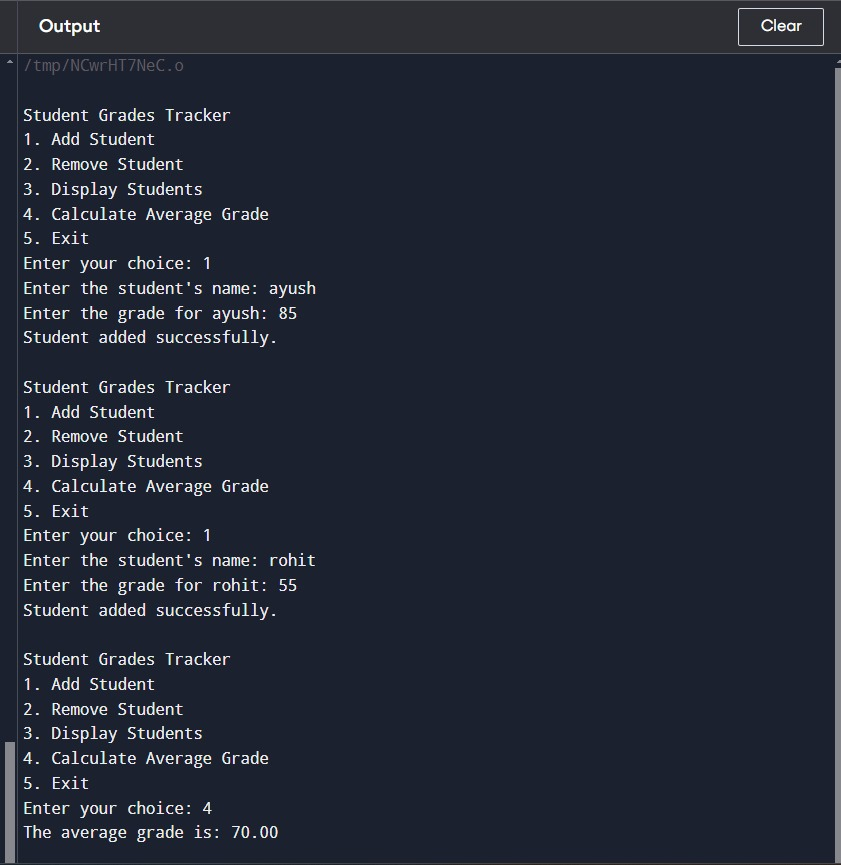 Output
Clear
/tmp/NCwrHT7NeC.o
Student Grades Tracker
1. Add Student
2. Remove Student
3. Display Students
4. Calculate Average Grade
5. Exit
Enter your choice: 1
Enter the student's name: ayush
Enter the grade for ayush: 85
Student added successfully.
Student Grades Tracker
1. Add Student
2. Remove Student
3. Display Students
4. Calculate Average Grade
5. Exit
Enter your choice: 1
Enter the student's name: rohit
Enter the grade for rohit: 55
Student added successfully.
Student Grades Tracker
1. Add Student
2. Remove Student
3. Display Students
4. Calculate Average Grade
5. Exit
Enter your choice: 4
The average grade is: 70.00